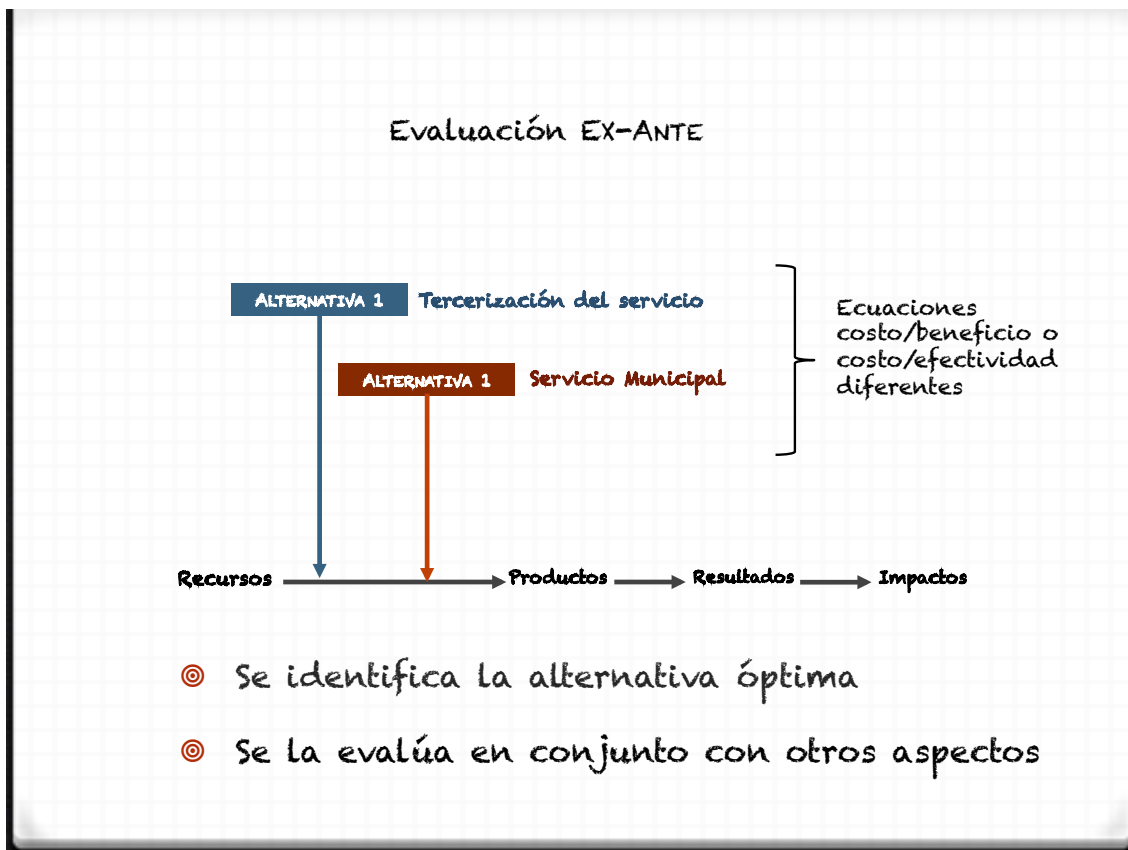 Evaluación EX-ANTE
ALTERNATIVA 1 Tercerización del servicio
ALTERNATIVA 1 Servicio Municipal
Ecuaciones
costo/beneficio o
costo/efectividad
diferentes
Recursos Productos Resultados Impactos
Se identifica la alternativa óptima
Se la evalúa en conjunto con otros aspectos